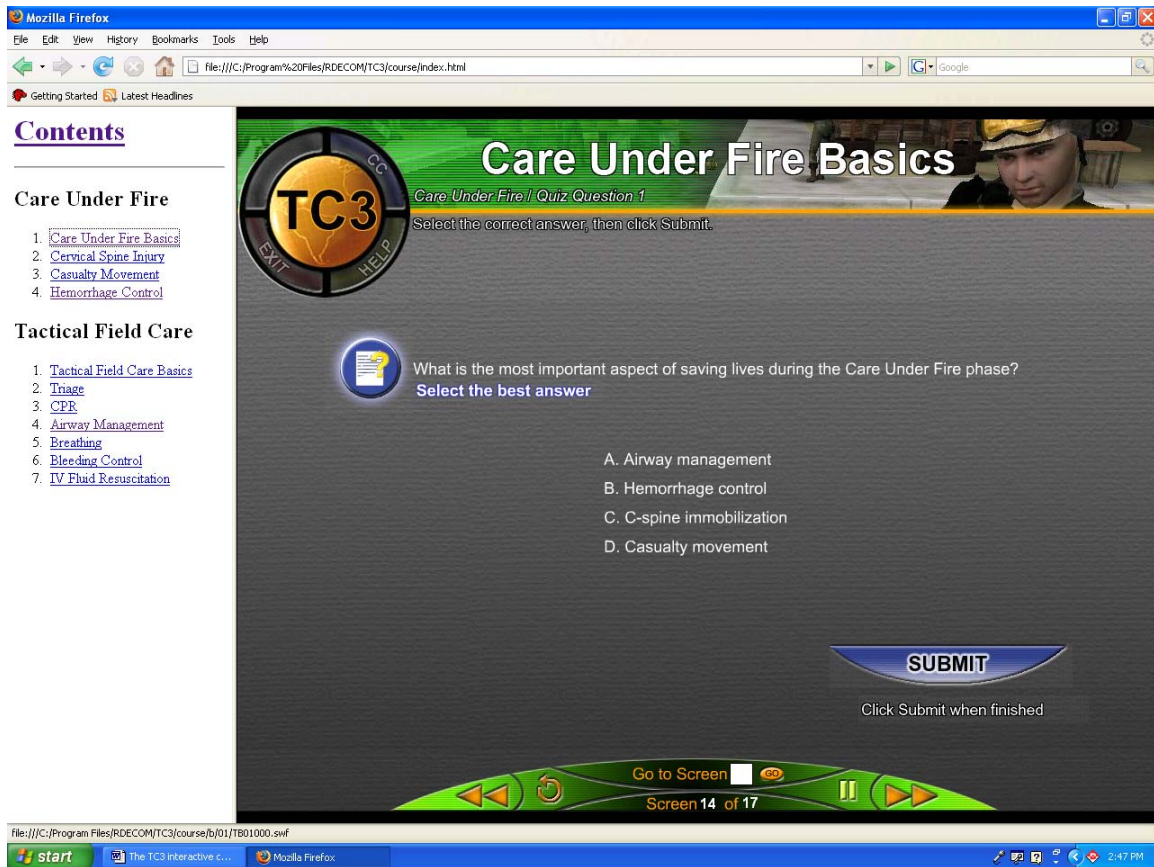 Mozilla Firefox
File Edit View History Bookmarks Tools Help
file:///C:/Program%20Files/RDECOM/TC3/course/index.html
G Google
Getting Started Latest Headlines
Contents
Care Under Fire
1. Care Under Fire Basics
2. Cervical Spine Injury
3. Casualty Movement
4. Hemorrhage Control
Tactical Field Care
1. Tactical Field Care Basics
2. Triage
3. CPR
4. Airway Management
5. Breathing
6. Bleeding Control
7. IV Fluid Resuscitation
CC
TC3
EXIT
HELP
Care Under Fire Basics
Care Under Fire / Quiz Question 1
Select the correct answer, then click Submit.
What is the most important aspect of saving lives during the Care Under Fire phase?
Select the best answer
A. Airway management
B. Hemorrhage control
C. C-spine immobilization
D. Casualty movement
SUBMIT
Click Submit when finished
Go to Screen GO
Screen 14 of 17
file:///C:/Program Files/RDECOM/TC3/course/b/01/TB01000.swf
start The TC3 interactive c... Mozilla Firefox 2:47 PM